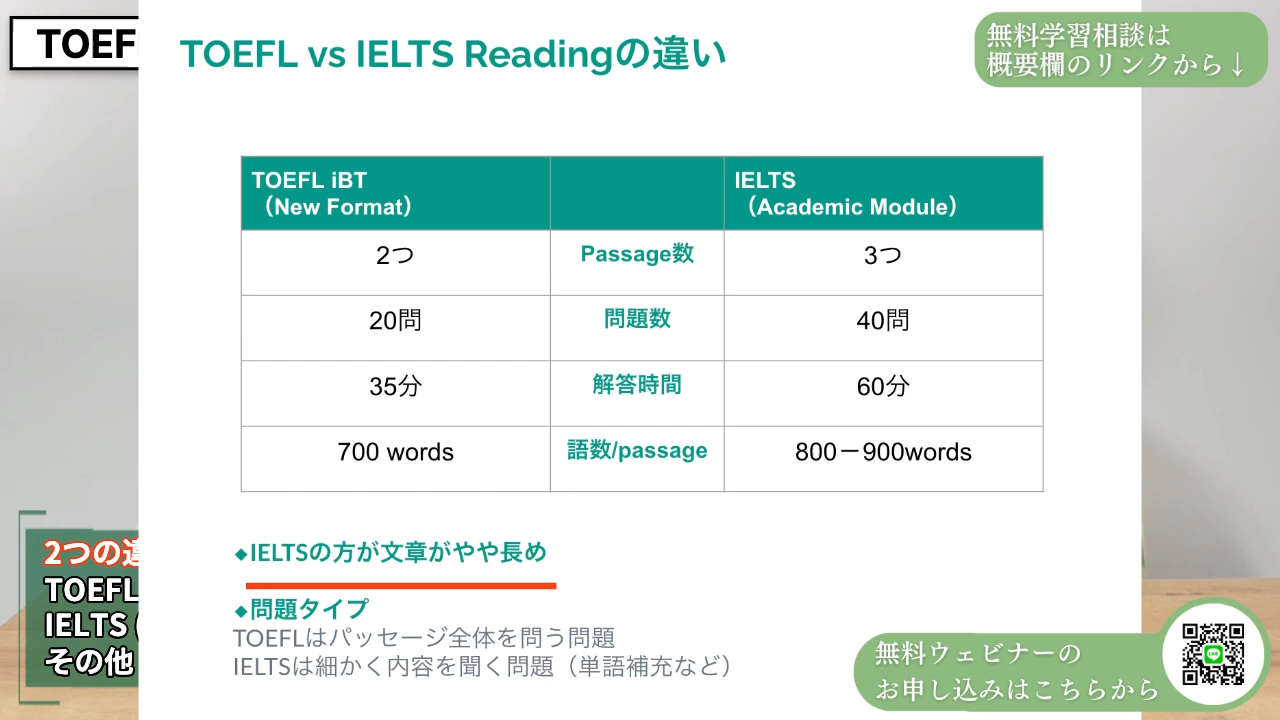 TOEF
TOEFL vs IELTS Readingの違い
無料学習相談は
概要欄のリンクから↓
TOEFL iBT
（New Format）
IELTS
（Academic Module）
2つ
Passage数
3つ
20問
問題数
40問
35分
解答時間
60分
700 words
語数/passage
800－900words
◆IELTSの方が文章がやや長め
◆問題タイプ
TOEFLはパッセージ全体を問う問題
IELTSは細かく内容を聞く問題（単語補充など）
2つの違
TOEFL
IELTS (
その他
無料ウェビナーの
お申し込みはこちらから
LINE